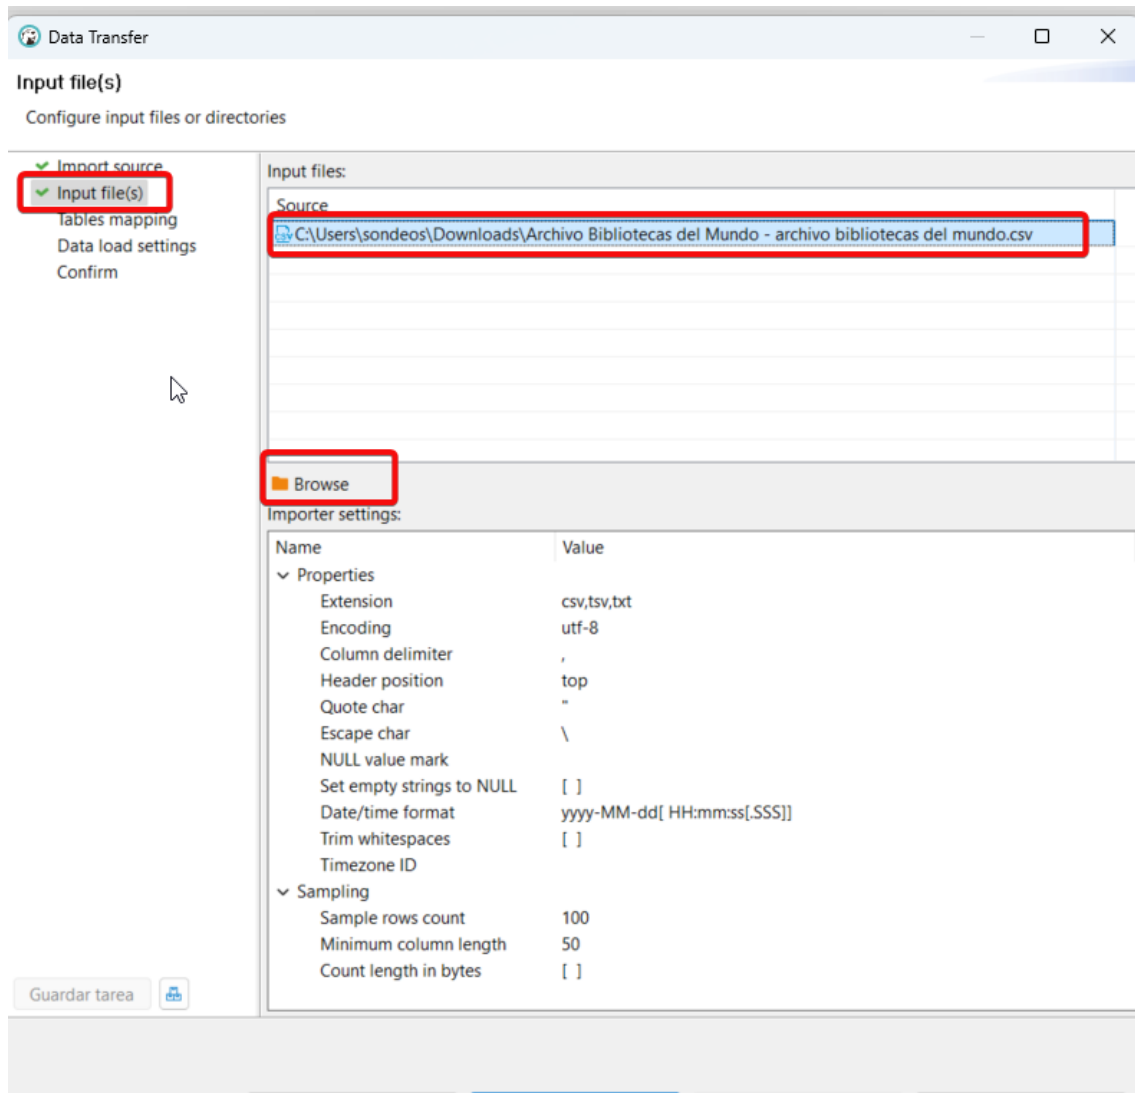 Data Transfer
Input file(s)
Configure input files or directories
Import source
Input file(s)
Tables mapping
Data load settings
Confirm
Input files:
Source
C:\Users\sondeos\Downloads\Archivo Bibliotecas del Mundo - archivo bibliotecas del mundo.csv
Browse
Importer settings:
Name Value
Properties
Extension csv,tsv,txt
Encoding utf-8
Column delimiter ,
Header position top
Quote char "
Escape char \
NULL value mark
Set empty strings to NULL [ ]
Date/time format yyyy-MM-dd[ HH:mm:ss[.SSS]]
Trim whitespaces [ ]
Timezone ID
Sampling
Sample rows count 100
Minimum column length 50
Count length in bytes [ ]
Guardar tarea